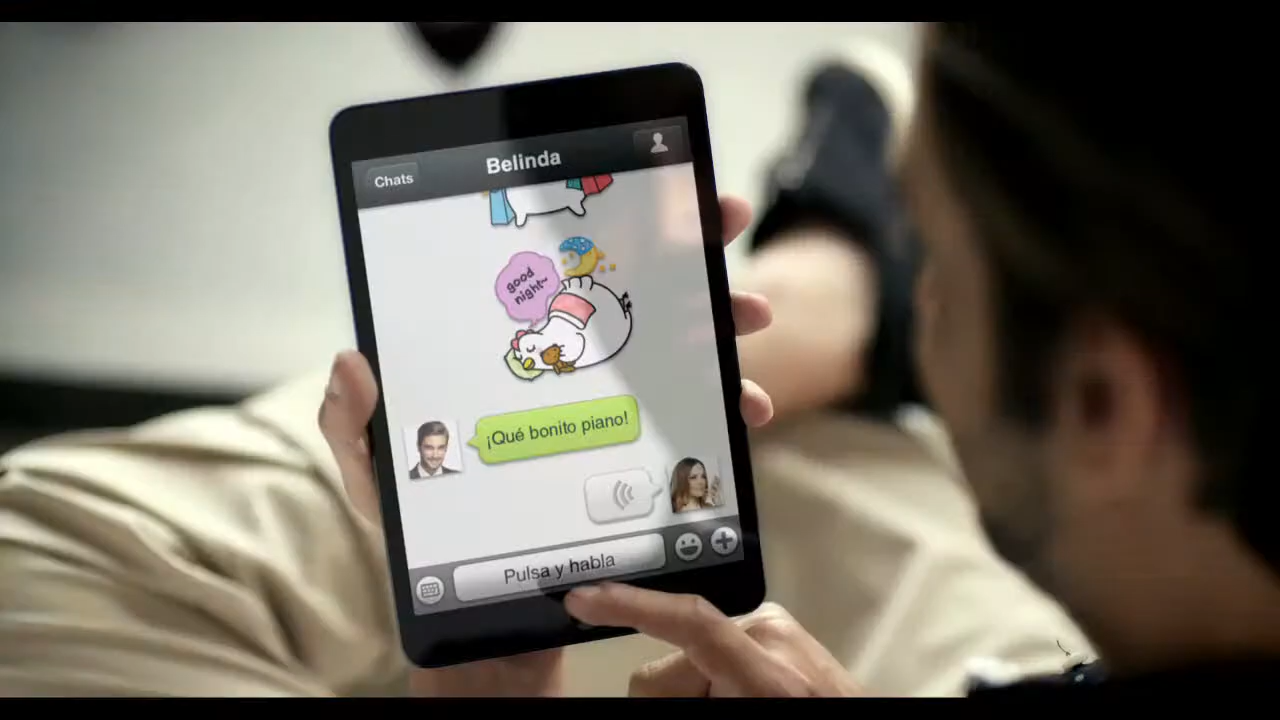 Chats
Belinda
good
night~
¡Qué bonito piano!
Pulsa y habla